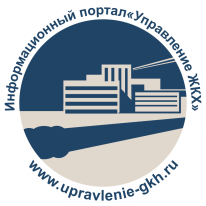 Информационный портал«Управление ЖКХ»
www.upravlenie-gkh.ru